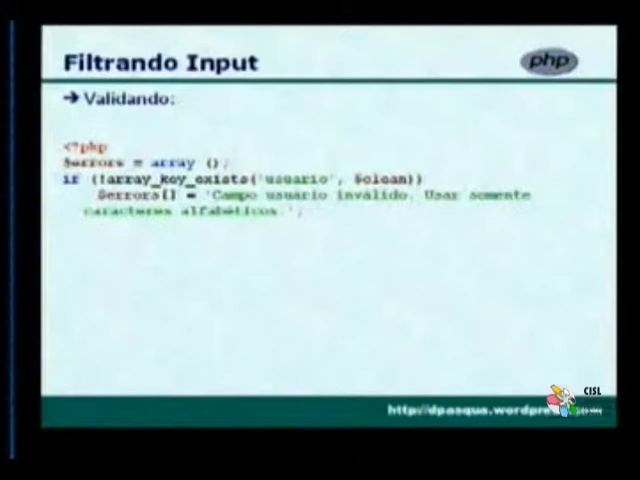 Filtrando Input
php
➔ Validando:
<?php
$errors = array ();
if (!array_key_exists('usuario', $clean))
$errors[] = 'Campo usuario inválido. Usar somente
caracteres alfabéticos.';
CISL
http://dpasqua.wordpre